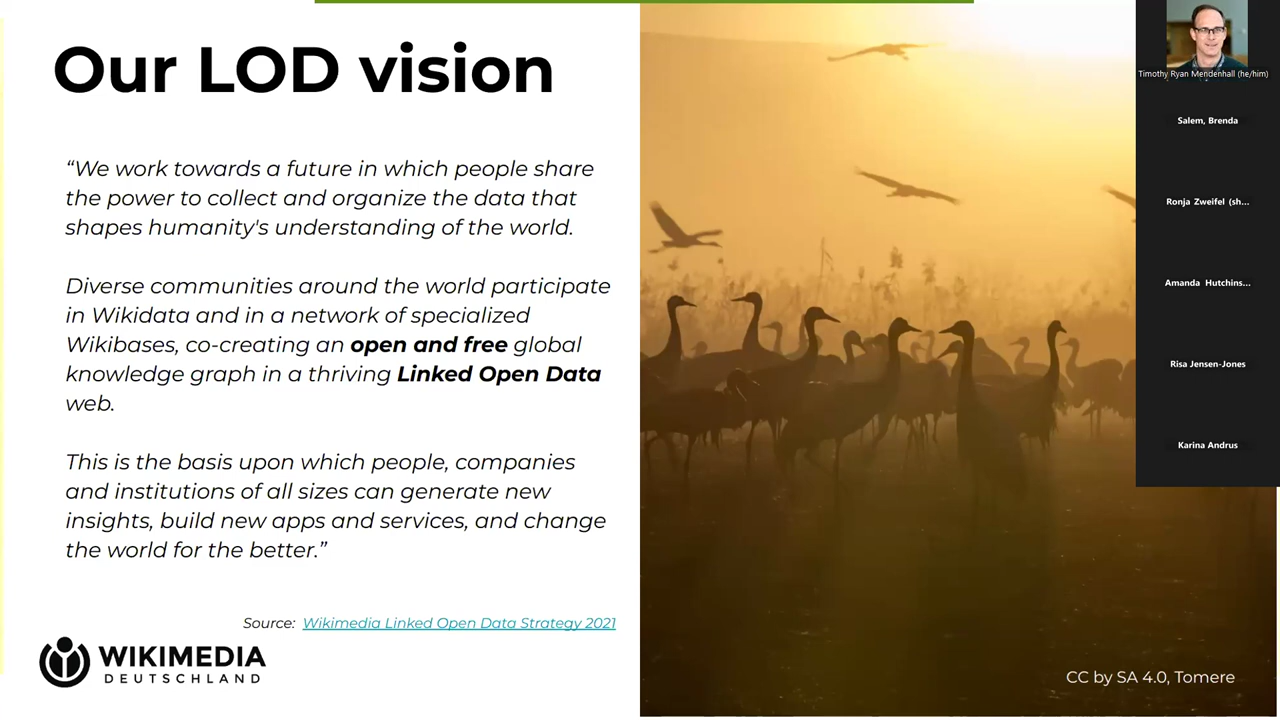 Our LOD vision
“We work towards a future in which people share
the power to collect and organize the data that
shapes humanity's understanding of the world.
Diverse communities around the world participate
in Wikidata and in a network of specialized
Wikibases, co-creating an open and free global
knowledge graph in a thriving Linked Open Data
web.
This is the basis upon which people, companies
and institutions of all sizes can generate new
insights, build new apps and services, and change
the world for the better.”
Source: Wikimedia Linked Open Data Strategy 2021
WIKIMEDIA
DEUTSCHLAND
CC by SA 4.0, Tomere
Timothy Ryan Mendenhall (he/him)
Salem, Brenda
Ronja Zweifel (sh...
Amanda Hutchins...
Risa Jensen-Jones
Karina Andrus